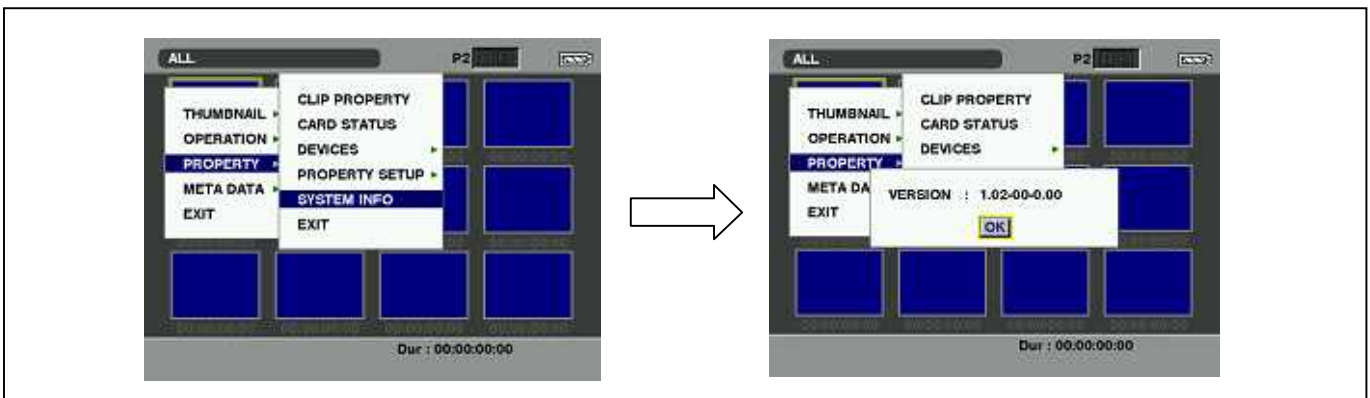 ALL P2
THUMBNAIL
OPERATION
PROPERTY
META DATA
EXIT
CLIP PROPERTY
CARD STATUS
DEVICES
PROPERTY SETUP
SYSTEM INFO
EXIT
Dur : 00:00:00:00
ALL P2
THUMBNAIL
OPERATION
PROPERTY
META DA
EXIT
CLIP PROPERTY
CARD STATUS
DEVICES
VERSION : 1.02-00-0.00
OK
Dur : 00:00:00:00